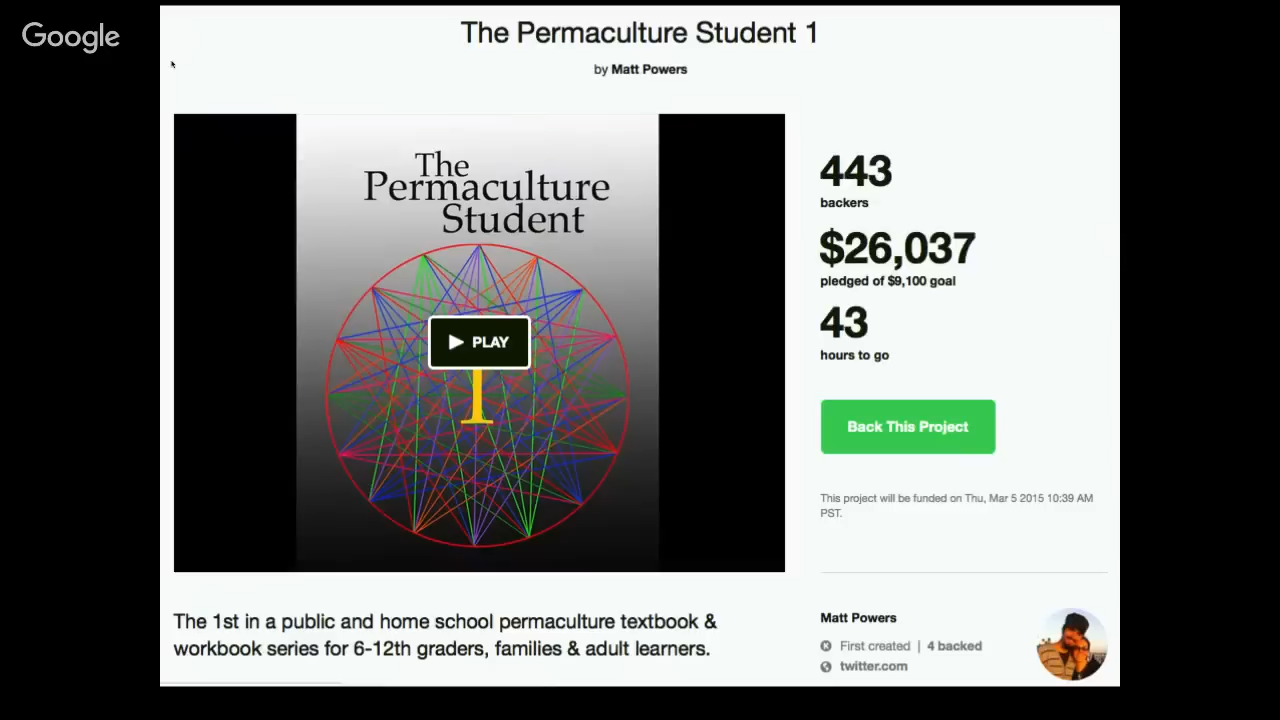 Google
The Permaculture Student 1
by Matt Powers
The
Permaculture
Student
PLAY
1
443
backers
$26,037
pledged of $9,100 goal
43
hours to go
Back This Project
This project will be funded on Thu, Mar 5 2015 10:39 AM
PST.
The 1st in a public and home school permaculture textbook &
workbook series for 6-12th graders, families & adult learners.
Matt Powers
First created | 4 backed
twitter.com